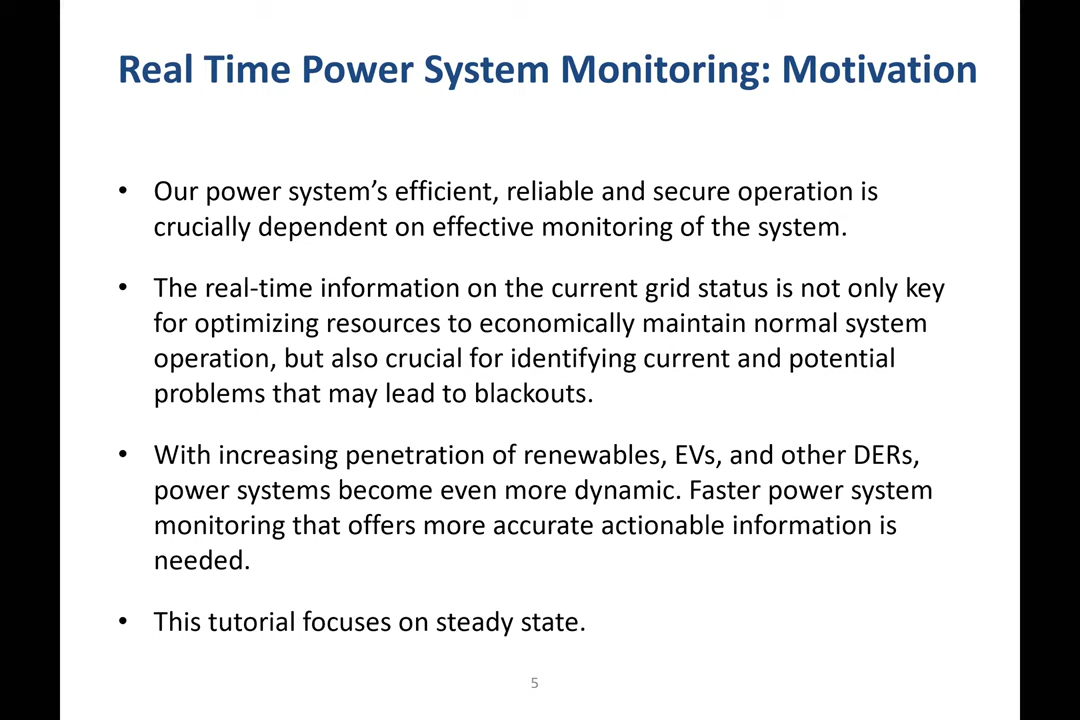 Real Time Power System Monitoring: Motivation
• Our power system’s efficient, reliable and secure operation is
crucially dependent on effective monitoring of the system.
• The real-time information on the current grid status is not only key
for optimizing resources to economically maintain normal system
operation, but also crucial for identifying current and potential
problems that may lead to blackouts.
• With increasing penetration of renewables, EVs, and other DERs,
power systems become even more dynamic. Faster power system
monitoring that offers more accurate actionable information is
needed.
• This tutorial focuses on steady state.
5